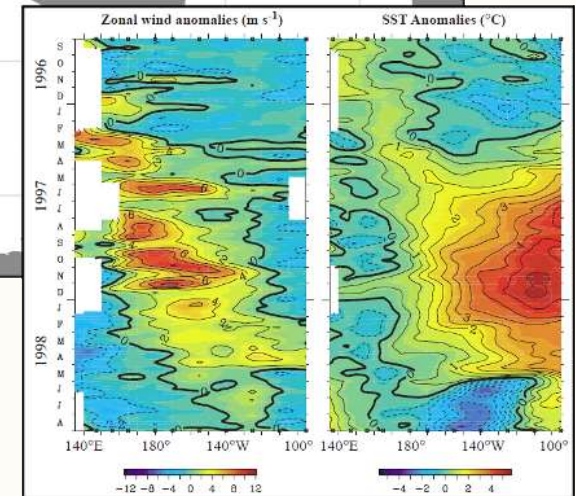 Zonal wind anomalies (m s-1)
SST Anomalies (°C)
1996
S
O
N
D
1997
J
F
M
A
M
J
J
A
S
O
N
D
1998
J
F
M
A
M
J
J
A
140°E 180° 140°W 100°
140°E 180° 140°W 100°
-12 -8 -4 0 4 8 12
-4 -2 0 2 4